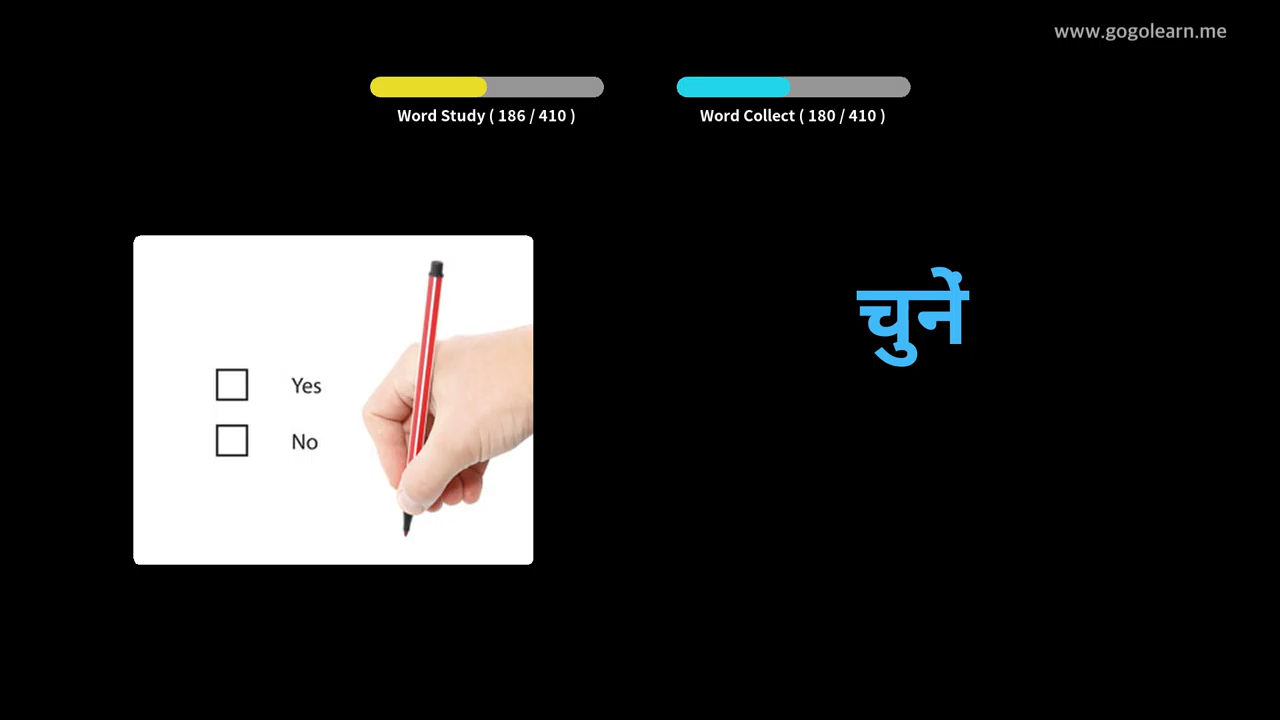 www.gogolearn.me
Word Study ( 186 / 410 )
Word Collect ( 180 / 410 )
Yes
No
चुनें